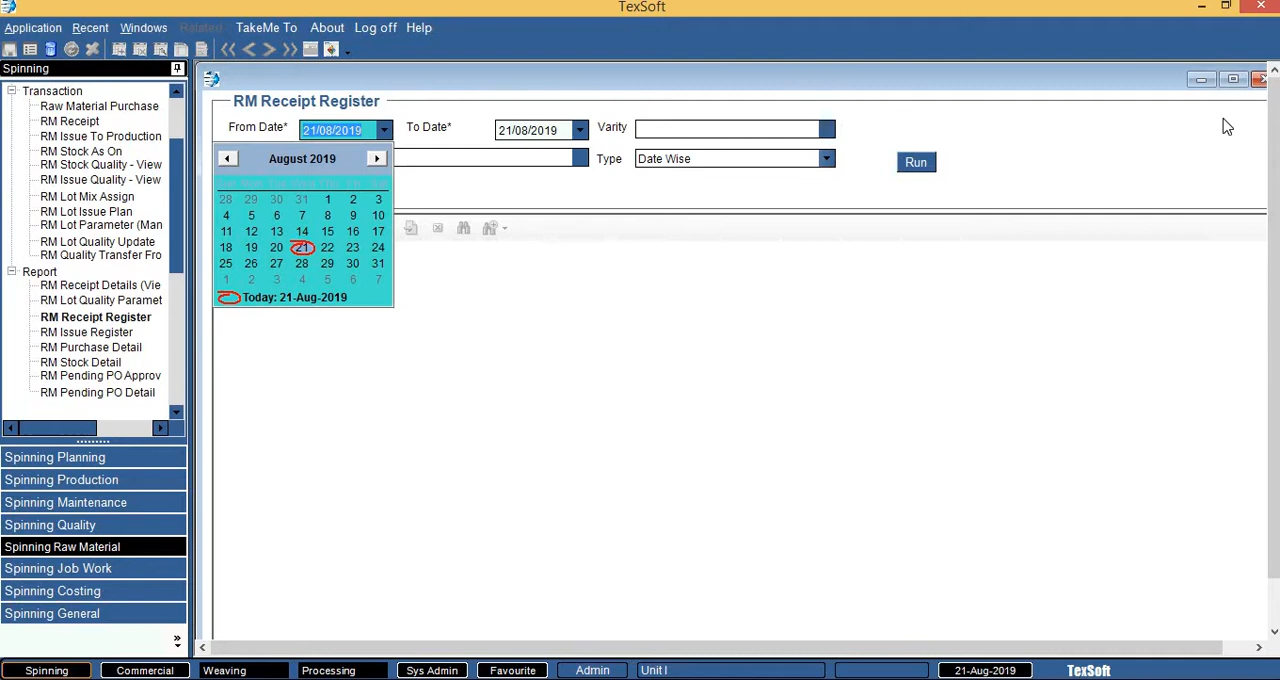 TexSoft
Application Recent Windows Related TakeMe To About Log off Help
Spinning
Transaction
Raw Material Purchase
RM Receipt
RM Issue To Production
RM Stock As On
RM Stock Quality - View
RM Issue Quality - View
RM Lot Mix Assign
RM Lot Issue Plan
RM Lot Parameter (Man
RM Lot Quality Update
RM Quality Transfer Fro
Report
RM Receipt Details (Vie
RM Lot Quality Paramet
RM Receipt Register
RM Issue Register
RM Purchase Detail
RM Stock Detail
RM Pending PO Approv
RM Pending PO Detail
Spinning Planning
Spinning Production
Spinning Maintenance
Spinning Quality
Spinning Raw Material
Spinning Job Work
Spinning Costing
Spinning General
RM Receipt Register
From Date* 21/08/2019 To Date* 21/08/2019 Varity
Type Date Wise Run
August 2019
28 29 30 31 1 2 3
4 5 6 7 8 9 10
11 12 13 14 15 16 17
18 19 20 21 22 23 24
25 26 27 28 29 30 31
1 2 3 4 5 6 7
Today: 21-Aug-2019
Spinning Commercial Weaving Processing Sys Admin Favourite Admin Unit I 21-Aug-2019 TexSoft